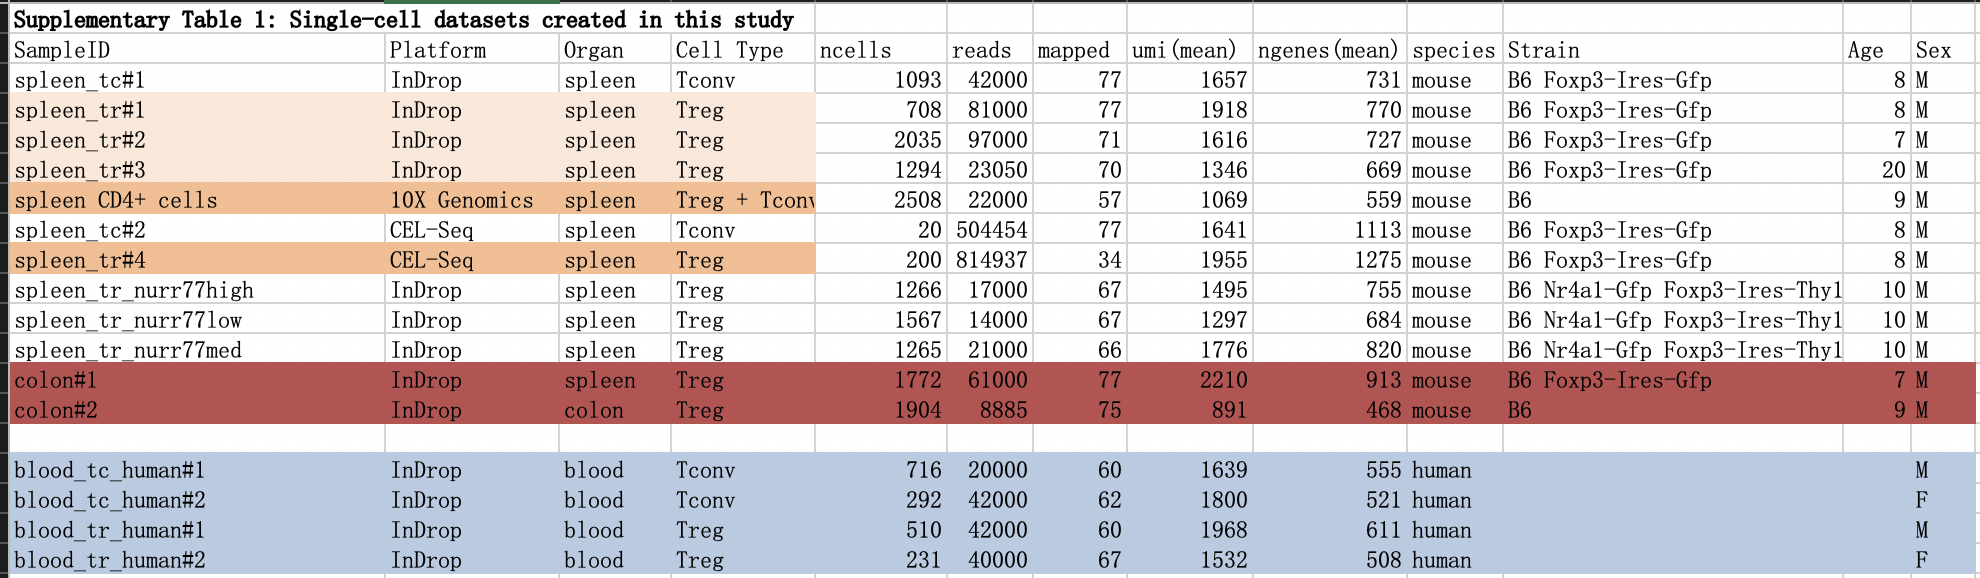 Supplementary Table 1: Single-cell datasets created in this study
SampleID Platform Organ Cell Type ncells reads mapped umi(mean) ngenes(mean) species Strain Age Sex
spleen_tc#1 InDrop spleen Tconv 1093 42000 77 1657 731 mouse B6 Foxp3-Ires-Gfp 8 M
spleen_tr#1 InDrop spleen Treg 708 81000 77 1918 770 mouse B6 Foxp3-Ires-Gfp 8 M
spleen_tr#2 InDrop spleen Treg 2035 97000 71 1616 727 mouse B6 Foxp3-Ires-Gfp 7 M
spleen_tr#3 InDrop spleen Treg 1294 23050 70 1346 669 mouse B6 Foxp3-Ires-Gfp 20 M
spleen CD4+ cells 10X Genomics spleen Treg + Tconv 2508 22000 57 1069 559 mouse B6 9 M
spleen_tc#2 CEL-Seq spleen Tconv 20 504454 77 1641 1113 mouse B6 Foxp3-Ires-Gfp 8 M
spleen_tr#4 CEL-Seq spleen Treg 200 814937 34 1955 1275 mouse B6 Foxp3-Ires-Gfp 8 M
spleen_tr_nurr77high InDrop spleen Treg 1266 17000 67 1495 755 mouse B6 Nr4a1-Gfp Foxp3-Ires-Thy1 10 M
spleen_tr_nurr77low InDrop spleen Treg 1567 14000 67 1297 684 mouse B6 Nr4a1-Gfp Foxp3-Ires-Thy1 10 M
spleen_tr_nurr77med InDrop spleen Treg 1265 21000 66 1776 820 mouse B6 Nr4a1-Gfp Foxp3-Ires-Thy1 10 M
colon#1 InDrop spleen Treg 1772 61000 77 2210 913 mouse B6 Foxp3-Ires-Gfp 7 M
colon#2 InDrop colon Treg 1904 8885 75 891 468 mouse B6 9 M
blood_tc_human#1 InDrop blood Tconv 716 20000 60 1639 555 human M
blood_tc_human#2 InDrop blood Tconv 292 42000 62 1800 521 human F
blood_tr_human#1 InDrop blood Treg 510 42000 60 1968 611 human M
blood_tr_human#2 InDrop blood Treg 231 40000 67 1532 508 human F